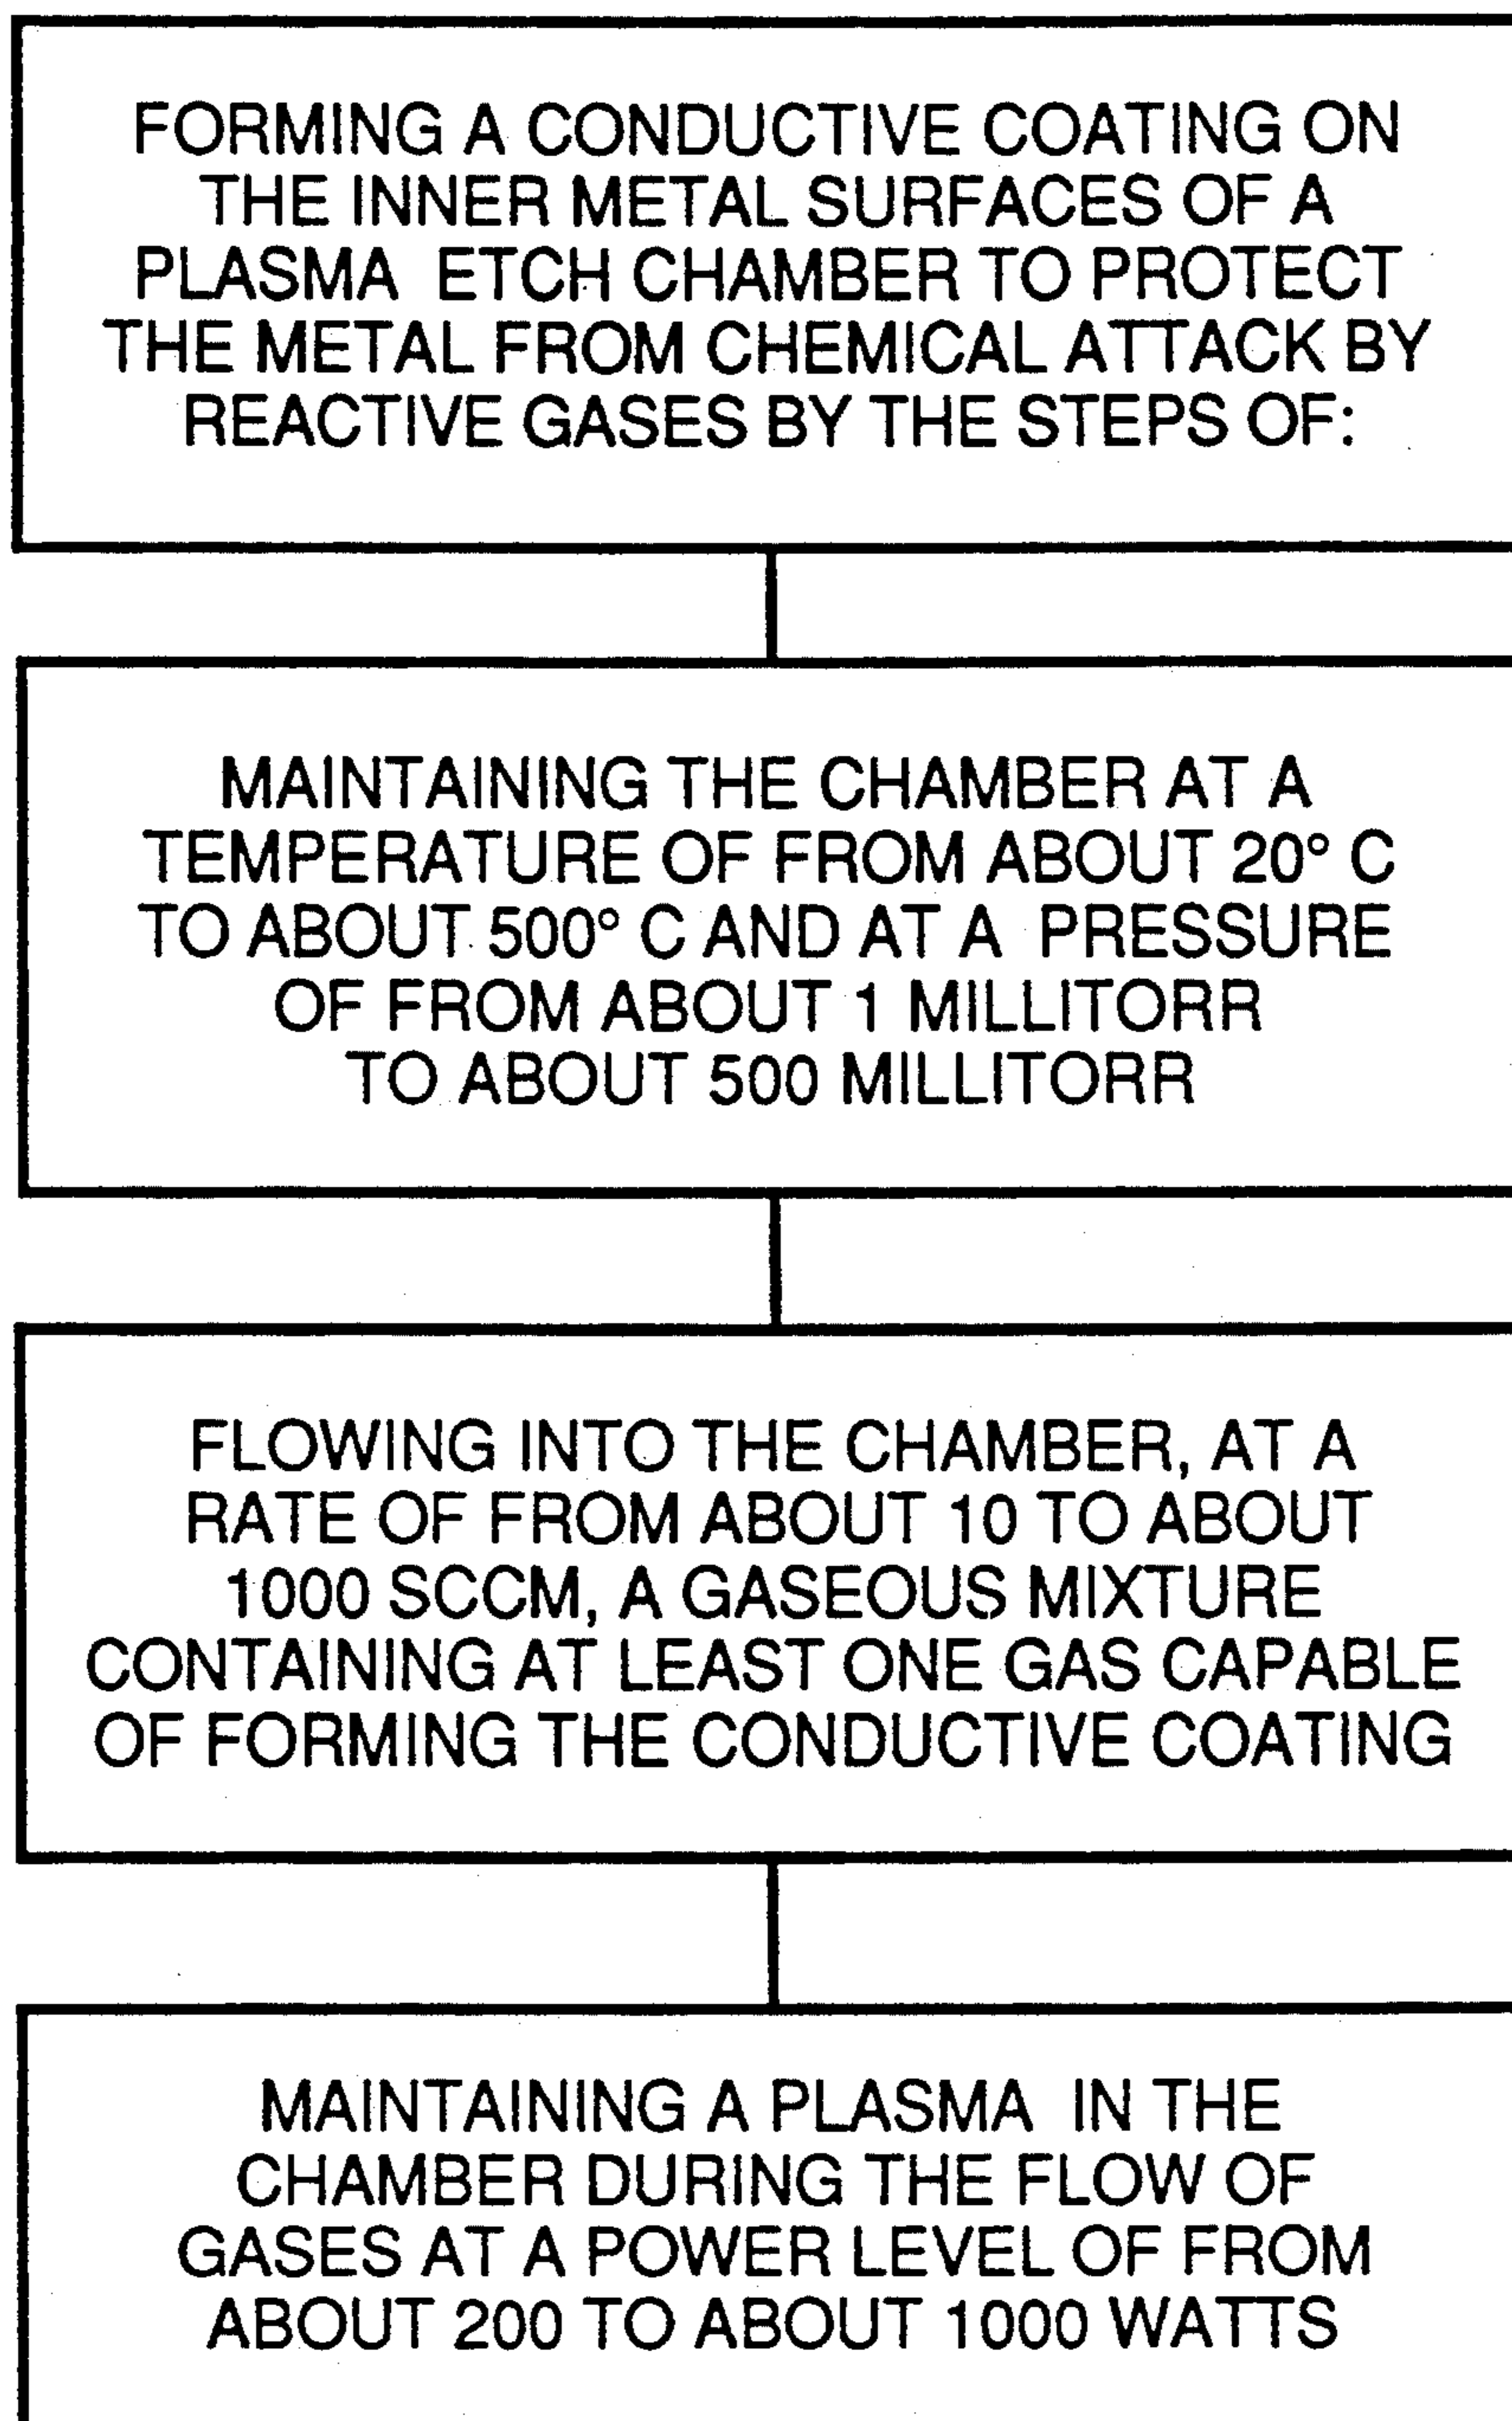 FORMING A CONDUCTIVE COATING ON
THE INNER METAL SURFACES OF A
PLASMA ETCH CHAMBER TO PROTECT
THE METAL FROM CHEMICAL ATTACK BY
REACTIVE GASES BY THE STEPS OF:
MAINTAINING THE CHAMBER AT A
TEMPERATURE OF FROM ABOUT 20° C
TO ABOUT 500° C AND AT A PRESSURE
OF FROM ABOUT 1 MILLITORR
TO ABOUT 500 MILLITORR
FLOWING INTO THE CHAMBER, AT A
RATE OF FROM ABOUT 10 TO ABOUT
1000 SCCM, A GASEOUS MIXTURE
CONTAINING AT LEAST ONE GAS CAPABLE
OF FORMING THE CONDUCTIVE COATING
MAINTAINING A PLASMA IN THE
CHAMBER DURING THE FLOW OF
GASES AT A POWER LEVEL OF FROM
ABOUT 200 TO ABOUT 1000 WATTS